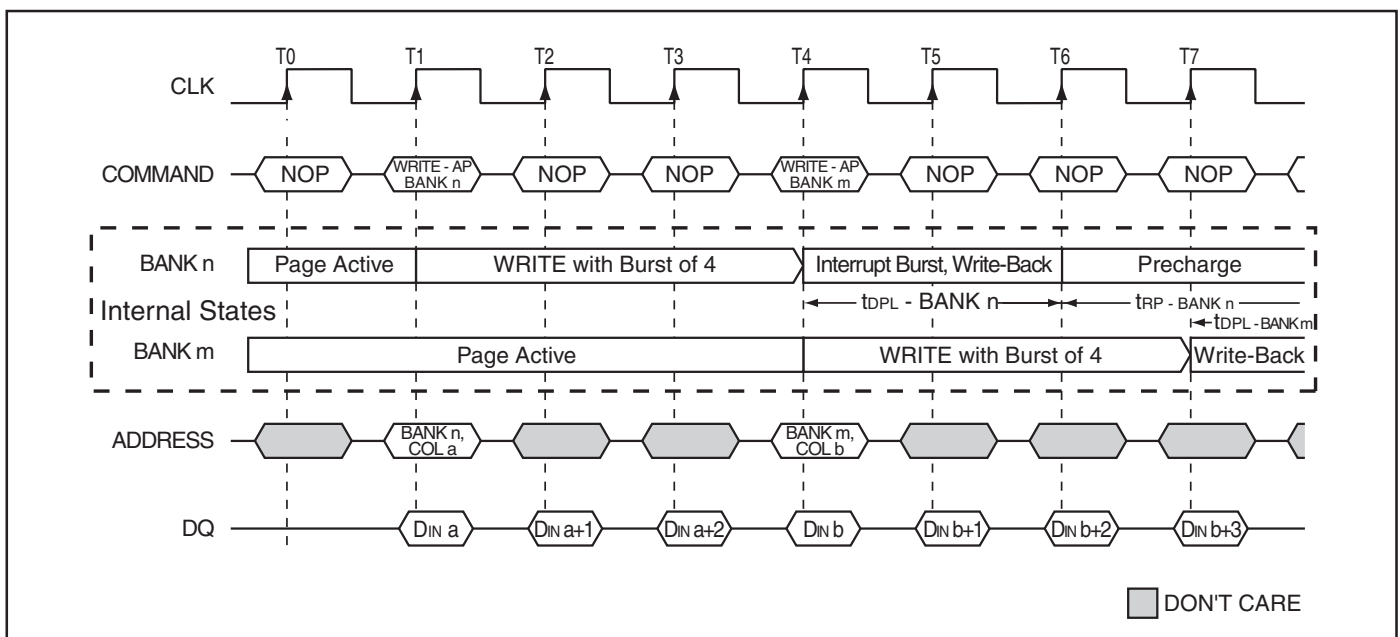 T0 T1 T2 T3 T4 T5 T6 T7
CLK
COMMAND NOP WRITE - AP BANK n NOP NOP WRITE - AP BANK m NOP NOP NOP
BANK n Page Active WRITE with Burst of 4 Interrupt Burst, Write-Back Precharge
Internal States tDPL - BANK n tRP - BANK n
tDPL - BANK m
BANK m Page Active WRITE with Burst of 4 Write-Back
ADDRESS BANK n, COL a BANK m, COL b
DQ DIN a DIN a+1 DIN a+2 DIN b DIN b+1 DIN b+2 DIN b+3
DON'T CARE